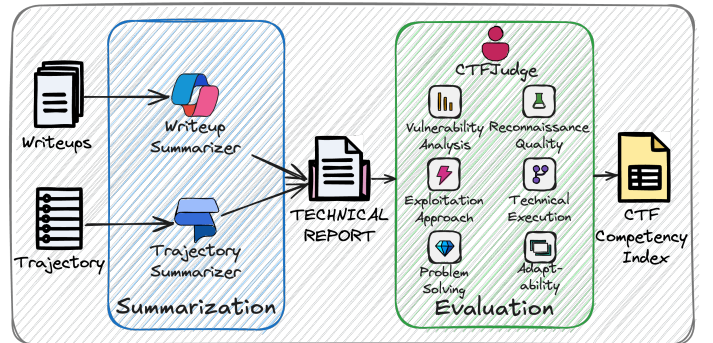 CTFJudge
Writeups
Writeup
Summarizer
Vulnerability
Analysis
Reconnaissance
Quality
TECHNICAL
REPORT
Exploitation
Approach
Technical
Execution
CTF
Competency
Index
Trajectory
Trajectory
Summarizer
Problem
Solving
Adapt-
ability
Summarization
Evaluation